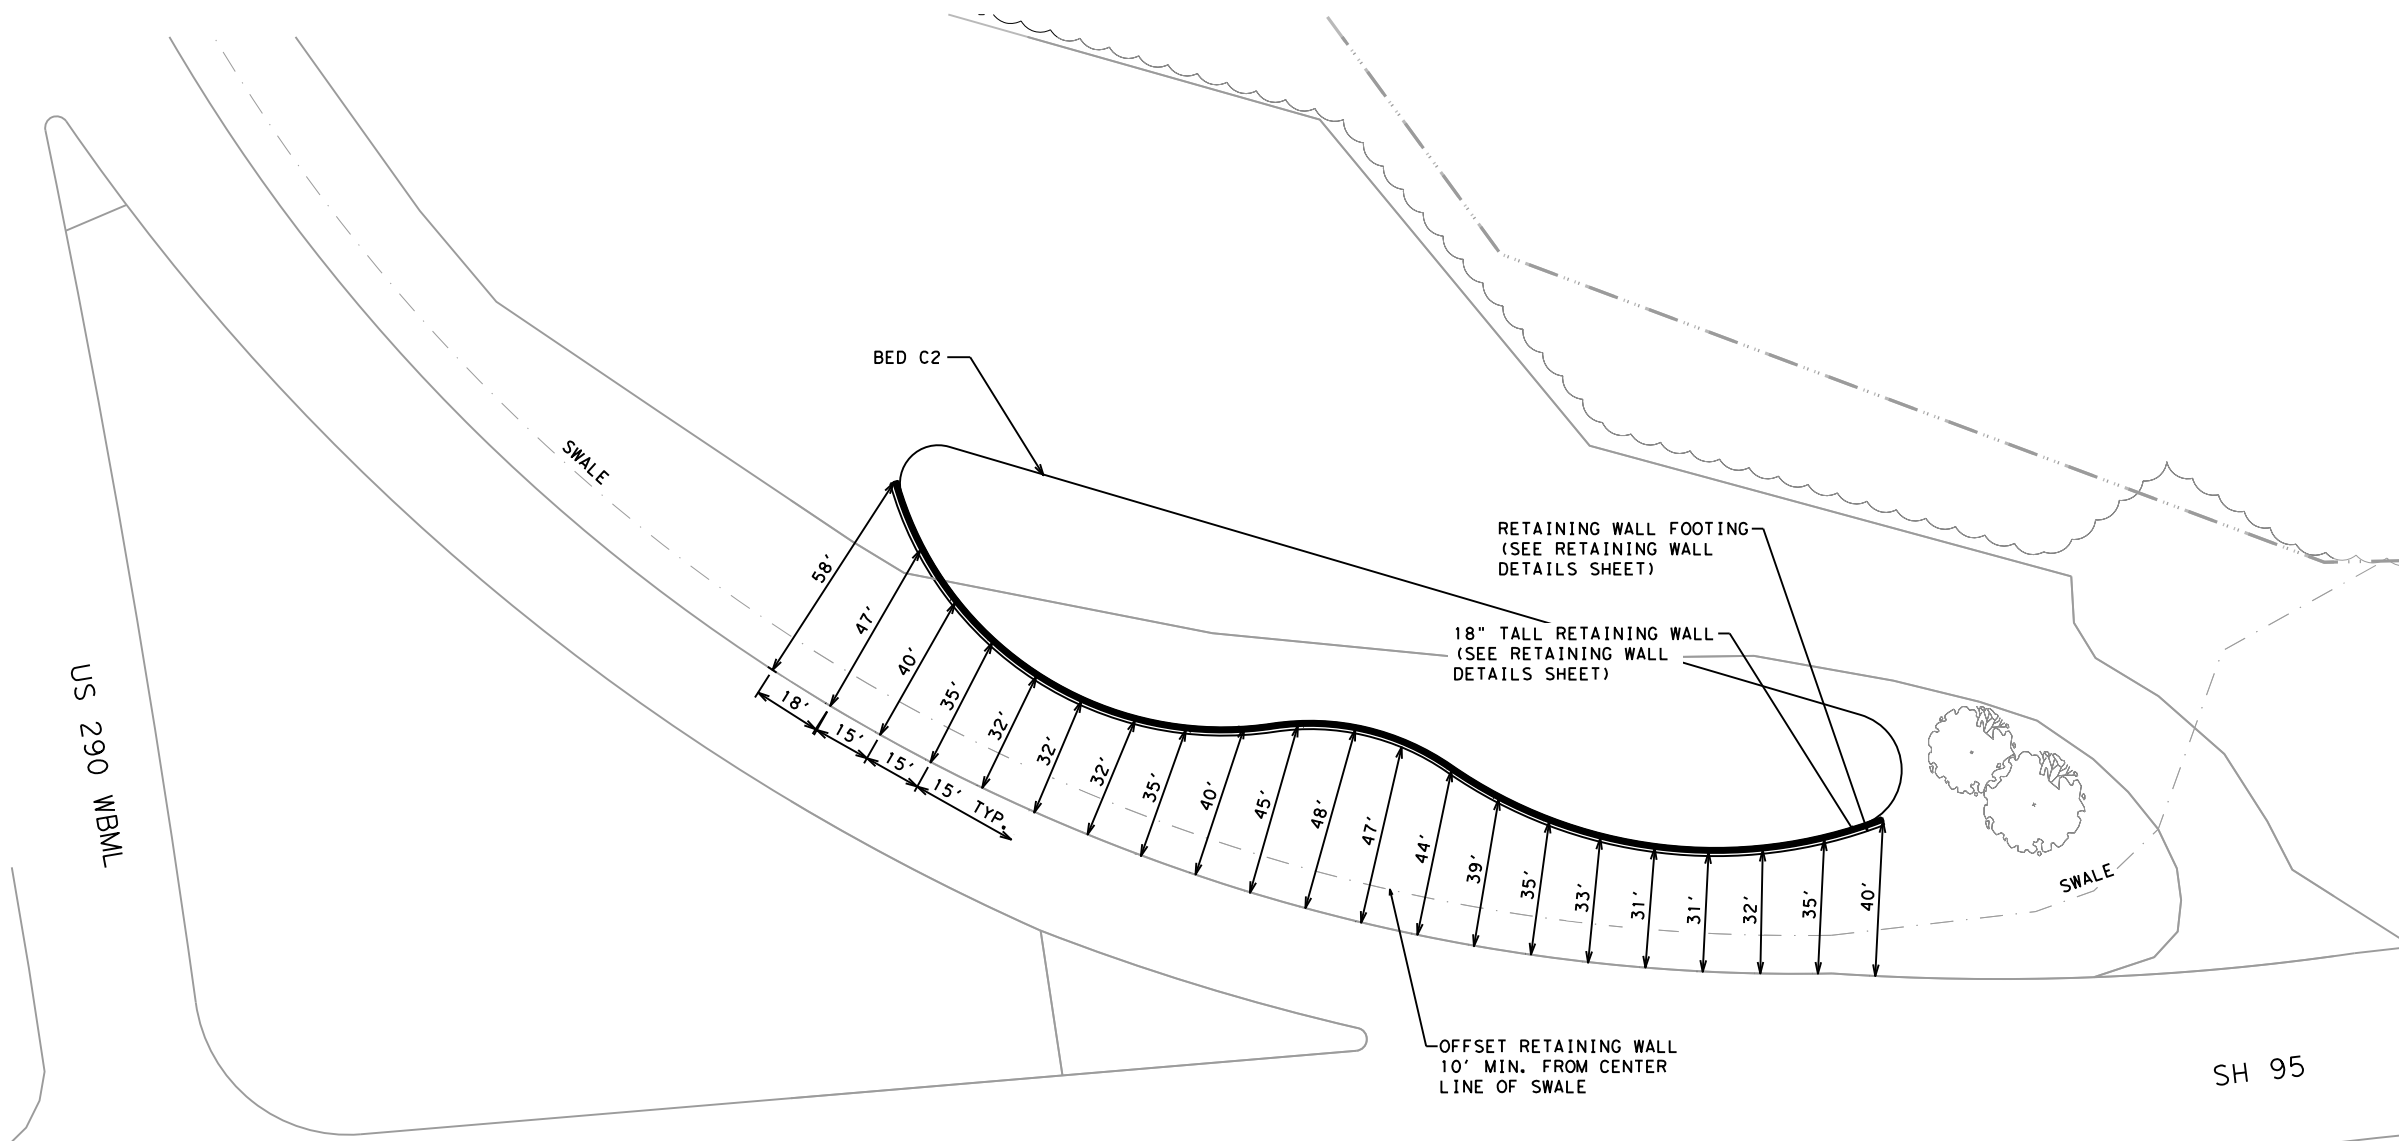 SWALE
BED C2
RETAINING WALL FOOTING
(SEE RETAINING WALL
DETAILS SHEET)
18" TALL RETAINING WALL
(SEE RETAINING WALL
DETAILS SHEET)
58'
47'
40'
35'
32'
32'
32'
35'
40'
45'
48'
47'
44'
39'
35'
33'
31'
31'
32'
35'
40'
18'
15'
15'
15' TYP.
US 290 WBML
SWALE
OFFSET RETAINING WALL
10' MIN. FROM CENTER
LINE OF SWALE
SH 95